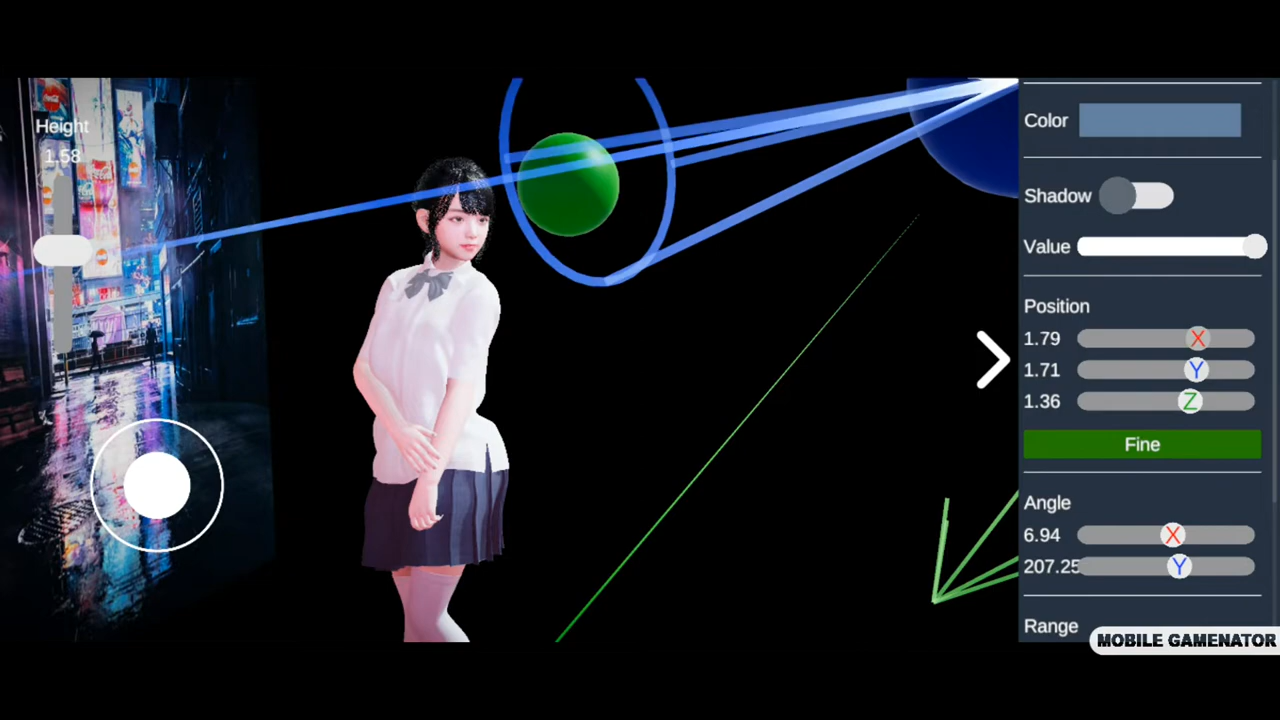 Height
1.58
Color
Shadow
Value
Position
1.79 X
1.71 Y
1.36 Z
Fine
Angle
6.94 X
207.25 Y
Range
MOBILE GAMENATOR